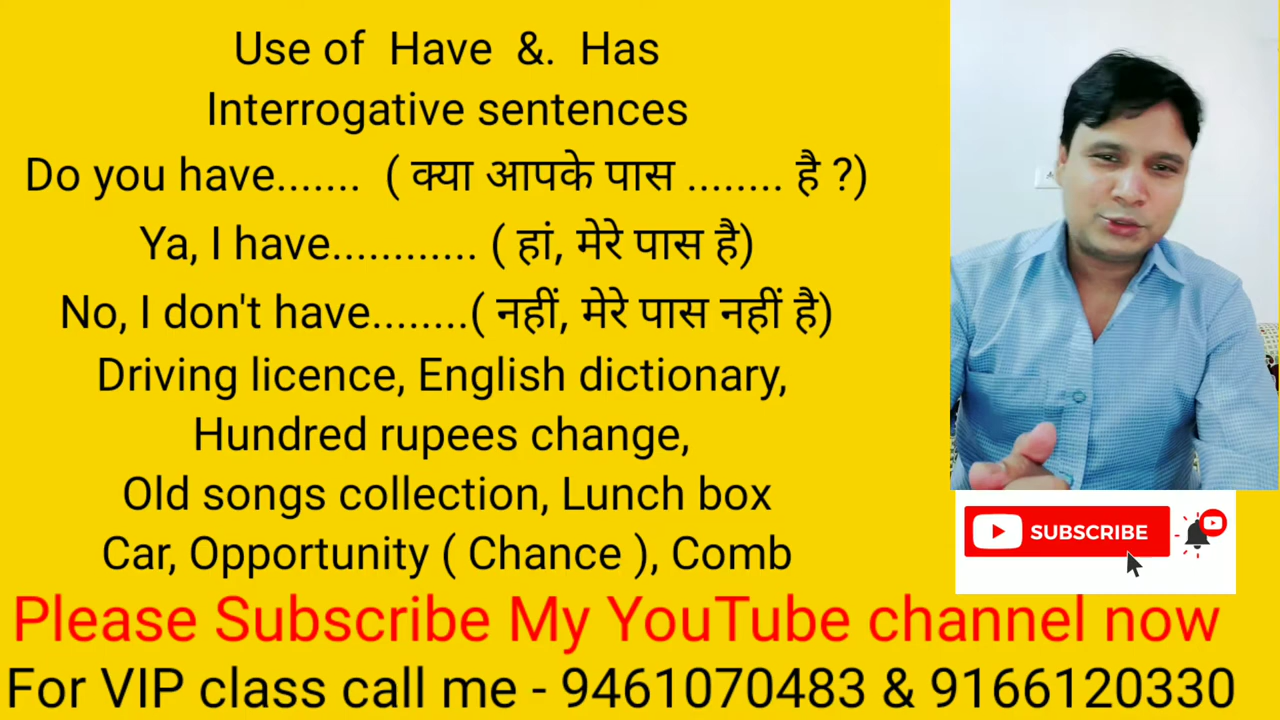 Use of Have &. Has
Interrogative sentences
Do you have....... ( क्या आपके पास ........ है ?)
Ya, I have............ ( हां, मेरे पास है)
No, I don't have........( नहीं, मेरे पास नहीं है)
Driving licence, English dictionary,
Hundred rupees change,
Old songs collection, Lunch box
Car, Opportunity ( Chance ), Comb
SUBSCRIBE
Please Subscribe My YouTube channel now
For VIP class call me - 9461070483 & 9166120330